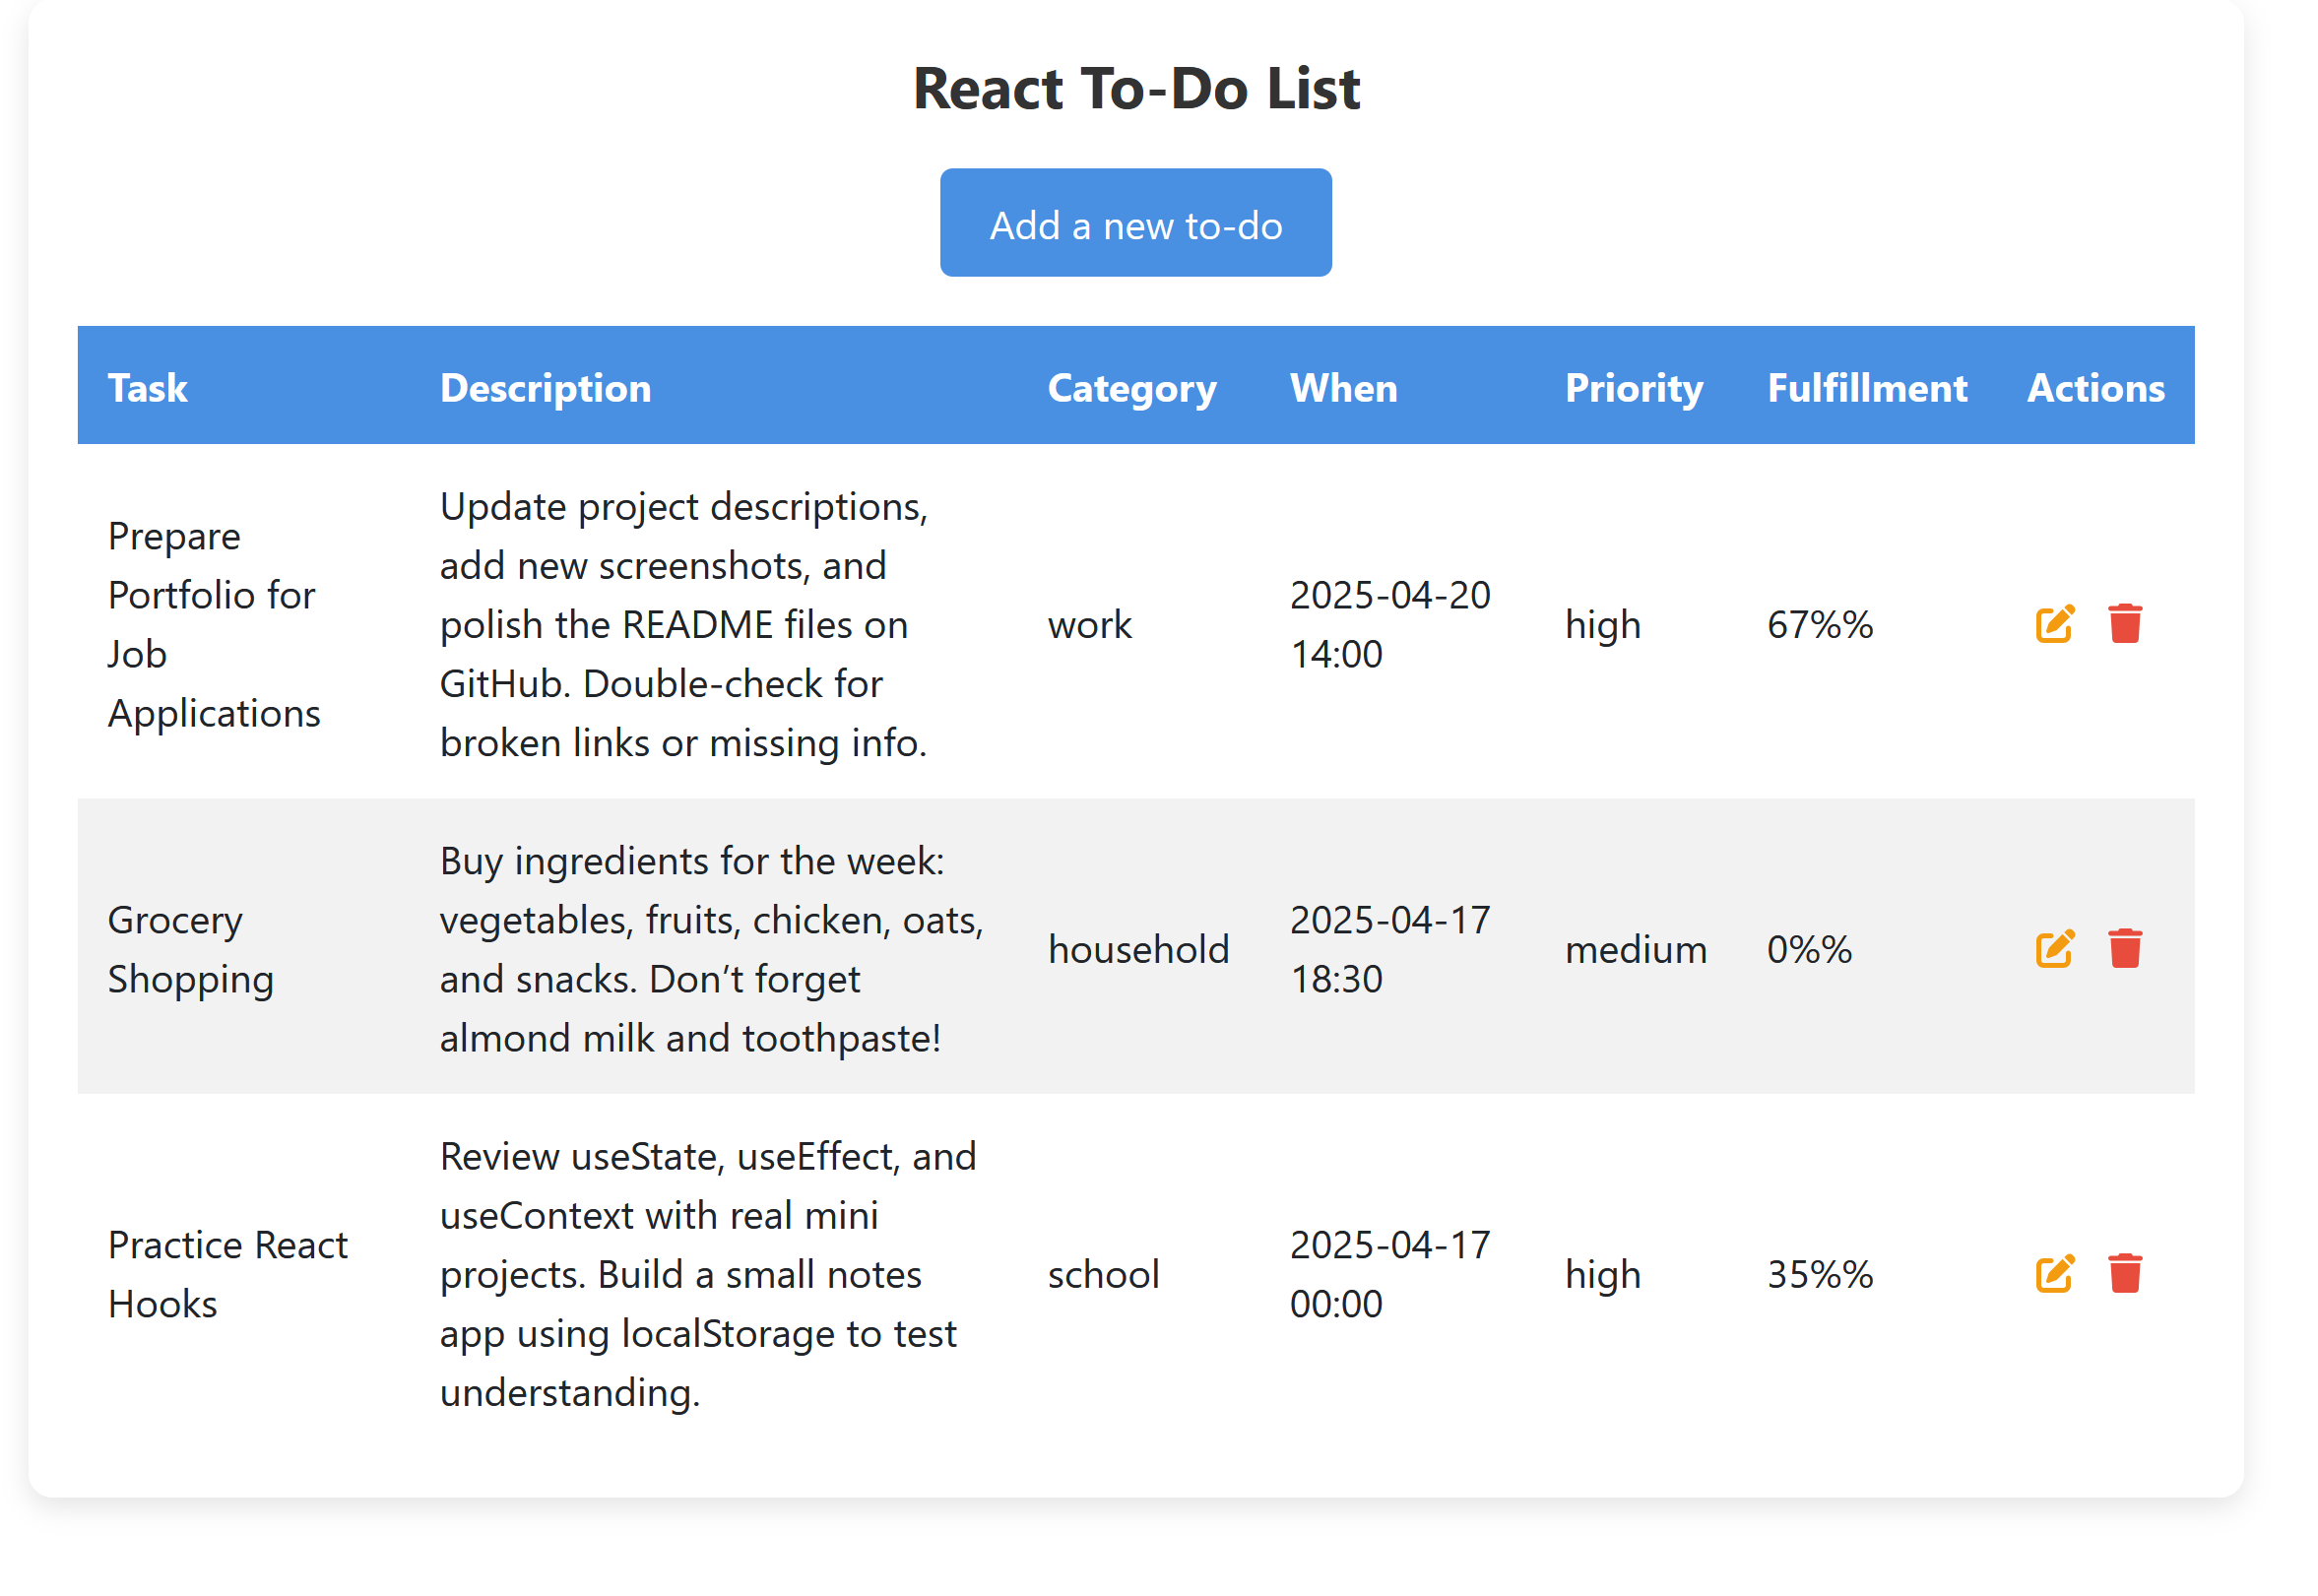 React To-Do List
Add a new to-do
Task Description Category When Priority Fulfillment Actions
Prepare
Portfolio for
Job
Applications
Update project descriptions,
add new screenshots, and
polish the README files on
GitHub. Double-check for
broken links or missing info.
work
2025-04-20
14:00
high
67%%
Grocery
Shopping
Buy ingredients for the week:
vegetables, fruits, chicken, oats,
and snacks. Don’t forget
almond milk and toothpaste!
household
2025-04-17
18:30
medium
0%%
Practice React
Hooks
Review useState, useEffect, and
useContext with real mini
projects. Build a small notes
app using localStorage to test
understanding.
school
2025-04-17
00:00
high
35%%